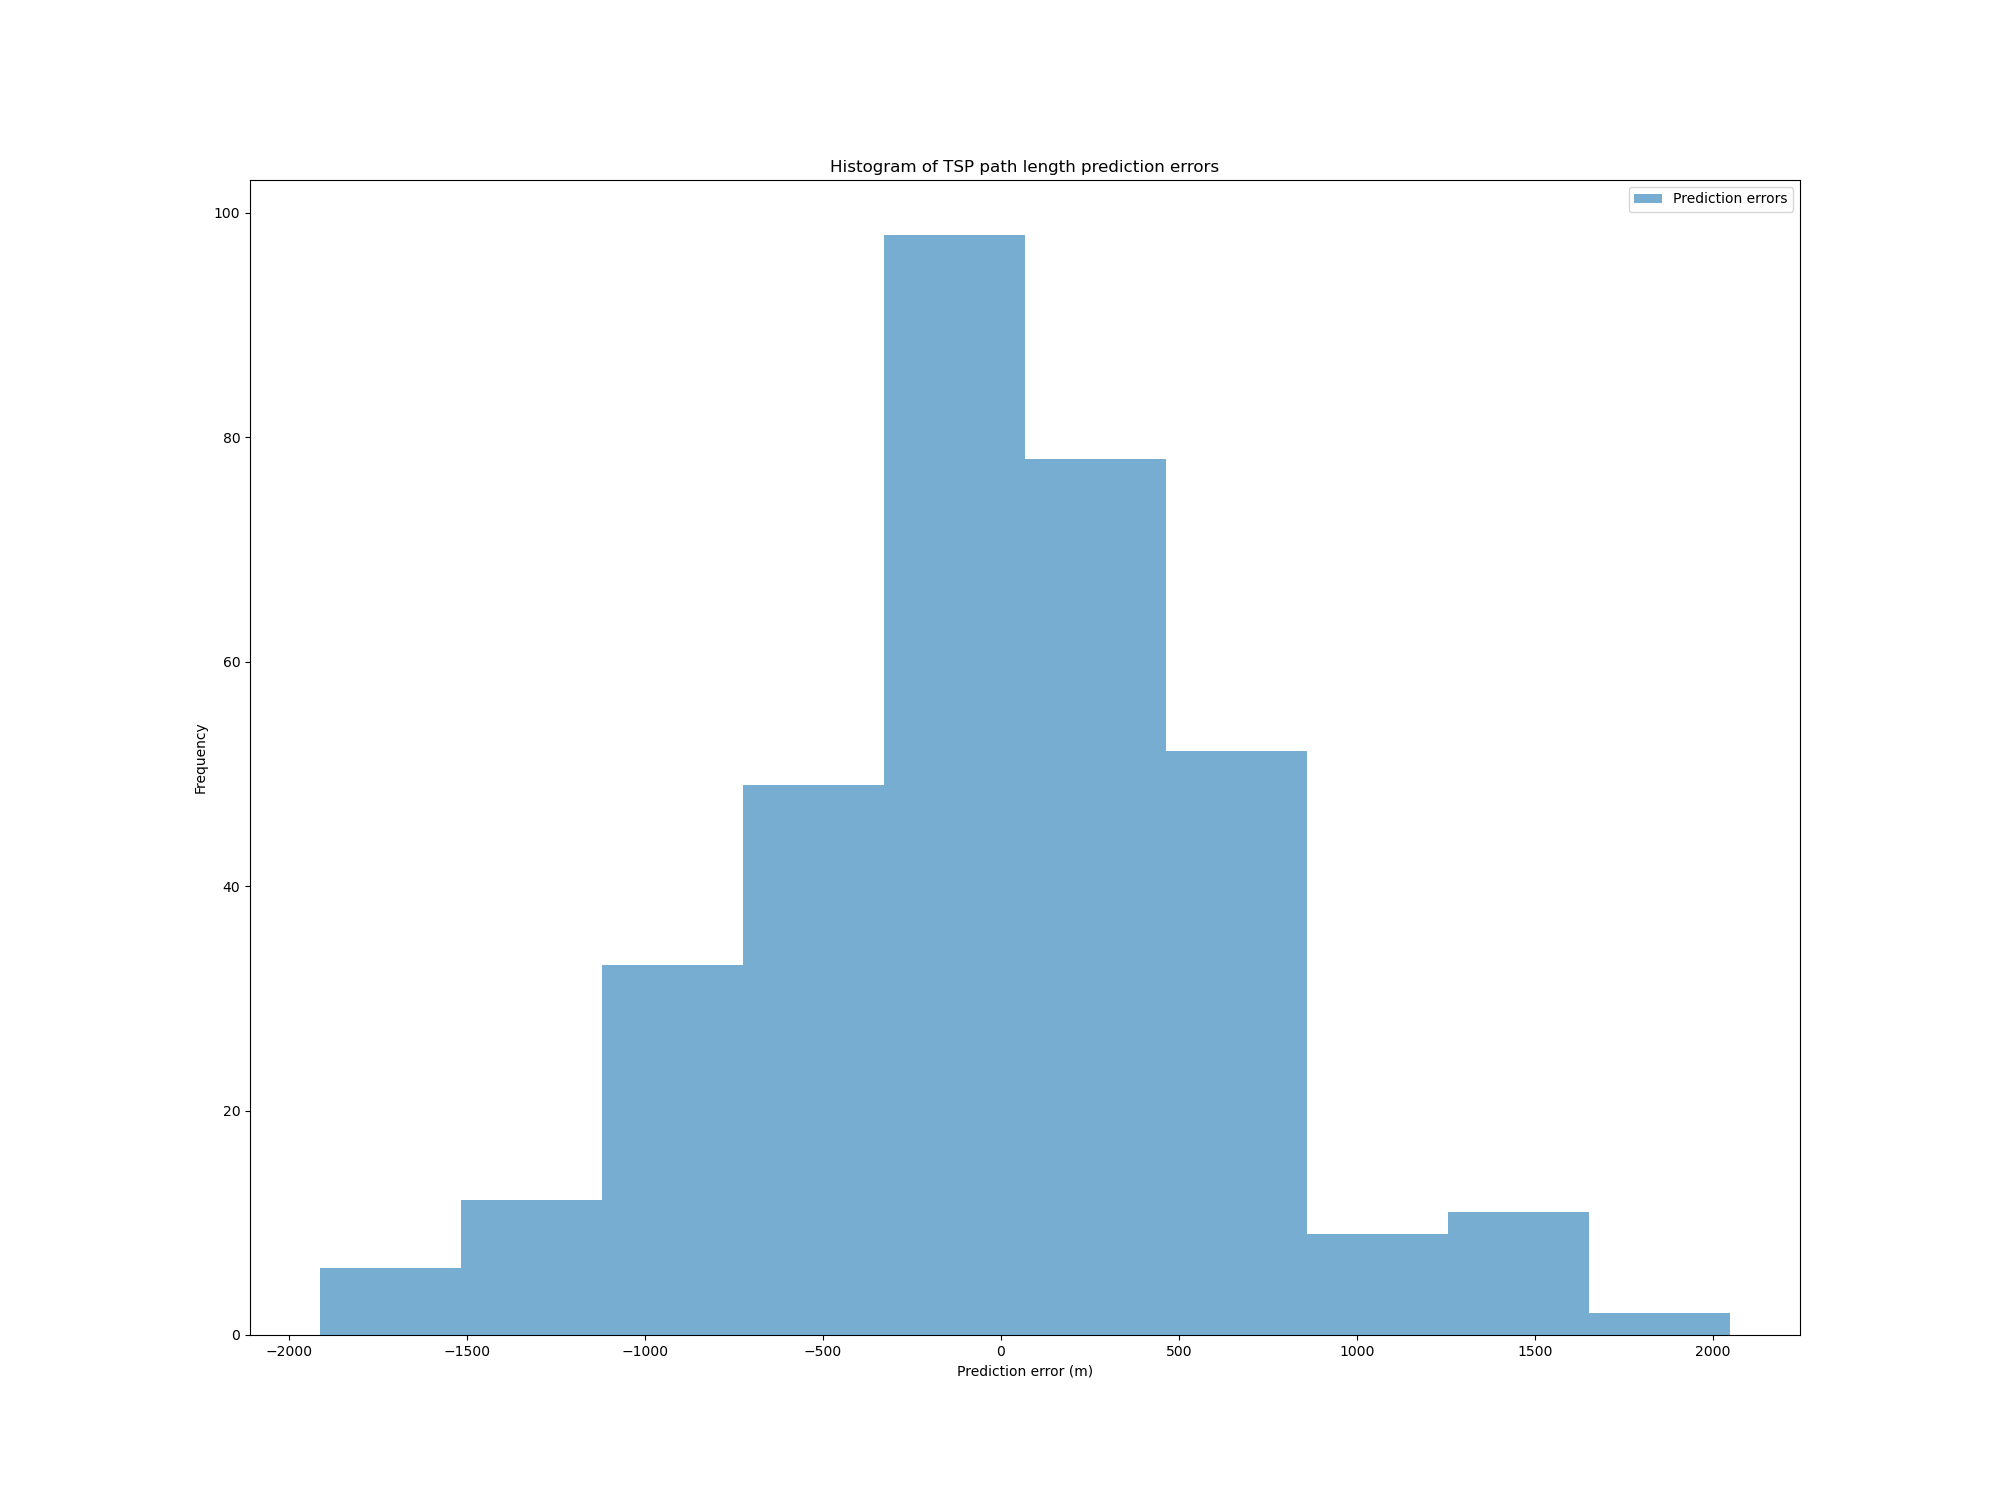 Histogram of TSP path length prediction errors
Prediction errors
100
80
60
40
20
0
Frequency
−2000 −1500 −1000 −500 0 500 1000 1500 2000
Prediction error (m)